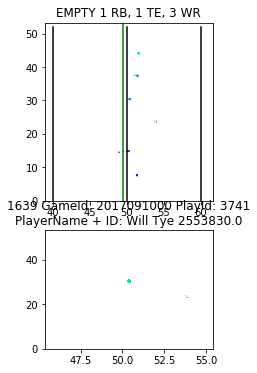 EMPTY 1 RB, 1 TE, 3 WR
50
40
30
20
10
0
40 45 50 55 60
1639 GameId: 2017091000 PlayId: 3741
PlayerName + ID: Will Tye 2553830.0
40
20
0
47.5 50.0 52.5 55.0